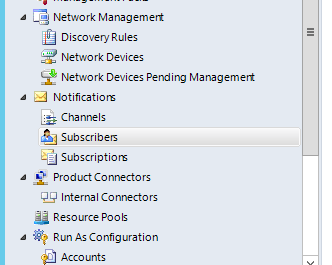 Network Management
Discovery Rules
Network Devices
Network Devices Pending Management
Notifications
Channels
Subscribers
Subscriptions
Product Connectors
Internal Connectors
Resource Pools
Run As Configuration
Accounts